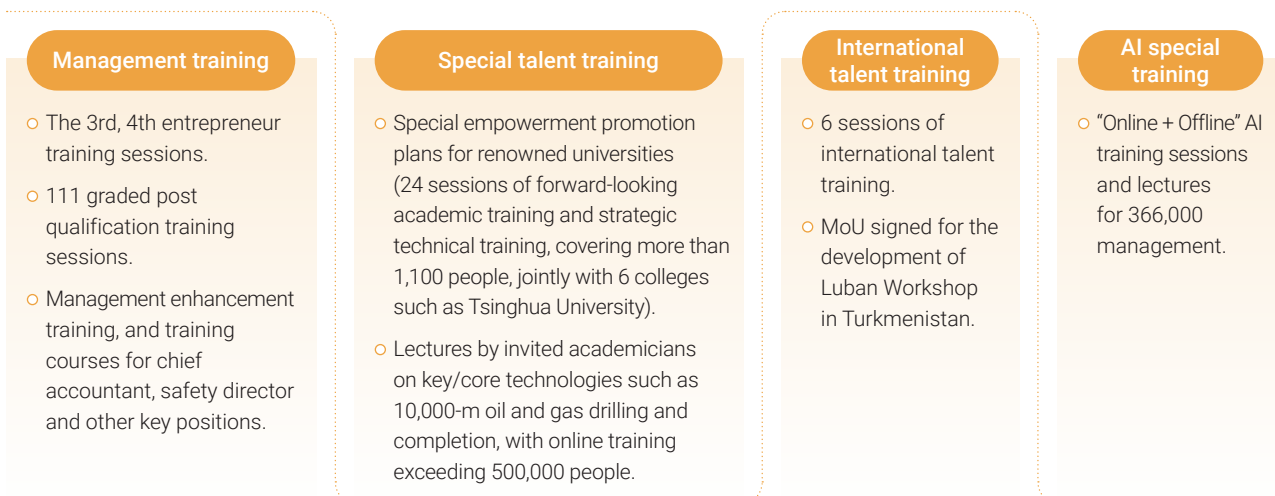 Management training
The 3rd, 4th entrepreneur
training sessions.
111 graded post
qualification training
sessions.
Management enhancement
training, and training
courses for chief
accountant, safety director
and other key positions.
Special talent training
Special empowerment promotion
plans for renowned universities
(24 sessions of forward-looking
academic training and strategic
technical training, covering more than
1,100 people, jointly with 6 colleges
such as Tsinghua University).
Lectures by invited academicians
on key/core technologies such as
10,000-m oil and gas drilling and
completion, with online training
exceeding 500,000 people.
International
talent training
6 sessions of
international talent
training.
MoU signed for the
development of
Luban Workshop
in Turkmenistan.
AI special
training
“Online + Offline” AI
training sessions
and lectures
for 366,000
management.